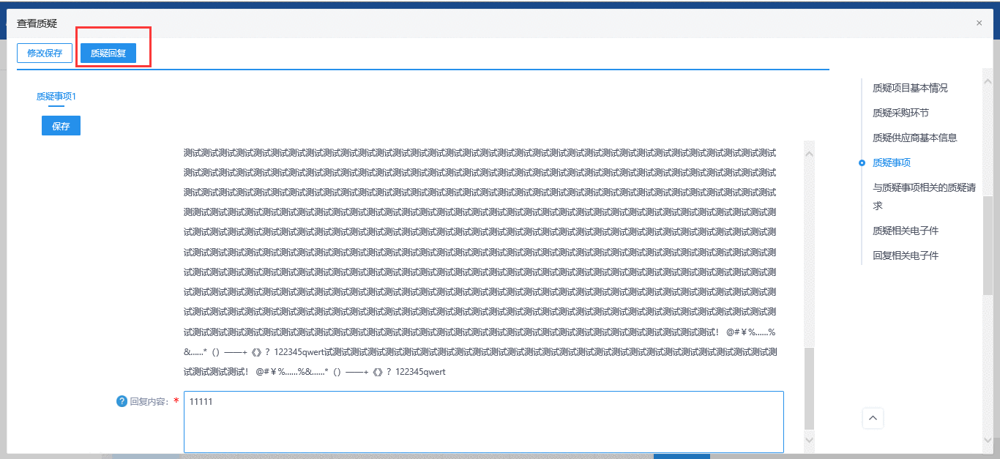 查看质疑
×
修改保存
质疑回复
质疑事项1
保存
测试测试测试测试测试测试测试测试测试测试测试测试测试测试测试测试测试测试测试测试测试测试测试测试测试测试测试测试测试测试测试测试测试测试
测试测试测试测试测试测试测试测试测试测试测试测试测试测试测试测试测试测试测试测试测试测试测试测试测试测试测试测试测试测试测试测试测试测试
测试测试测试测试测试测试测试测试测试测试测试测试测试测试测试测试测试测试测试测试测试测试测试测试测试测试测试测试测试测试测试测试测试测试
测测试测试测试测试测试测试测试测试测试测试测试测试测试测试测试测试测试测试测试测试测试测试测试测试测试测试测试测试测试测试测试测试测试测
试测试测试测试测试测试测试测试测试测试测试测试测试测试测试测试测试测试测试测试测试测试测试测试测试测试测试测试测试测试测试测试测试测试测
试测试测试测试测试测试测试测试测试测试测试测试测试测试测试测试测试测试测试测试测试测试测试测试测试测试测试测试测试测试测试测试测试测试测
试测试测试测试测试测试测试测试测试测试测试测试测试测试测试测试测试测试测试测试测试测试测试测试测试测试测试测试测试测试测试测试测试测试测
试测试测试测试测试测试测试测试测试测试测试测试测试测试测试测试测试测试测试测试测试测试测试测试测试测试测试测试测试测试测试测试测试测试测
试测试测试测试测试测试测试测试测试测试测试测试测试测试测试测试测试测试测试测试测试测试测试测试测试测试测试测试测试测试测试测试测试测试测
试测试测试测试测试测试测试测试测试测试测试测试测试测试测试测试测试测试测试测试测试测试测试测试测试测试测试测试测试测试测试！@#￥%……%
&……*（）——+《》？122345qwert试测试测试测试测试测试测试测试测试测试测试测试测试测试测试测试测试测试测试测试测试测试测试测试测试测试测
试测试测试测试！@#￥%……%&……*（）——+《》？122345qwert
? 回复内容：*
11111
质疑项目基本情况
质疑采购环节
质疑供应商基本信息
质疑事项
与质疑事项相关的质疑请
求
质疑相关电子件
回复相关电子件